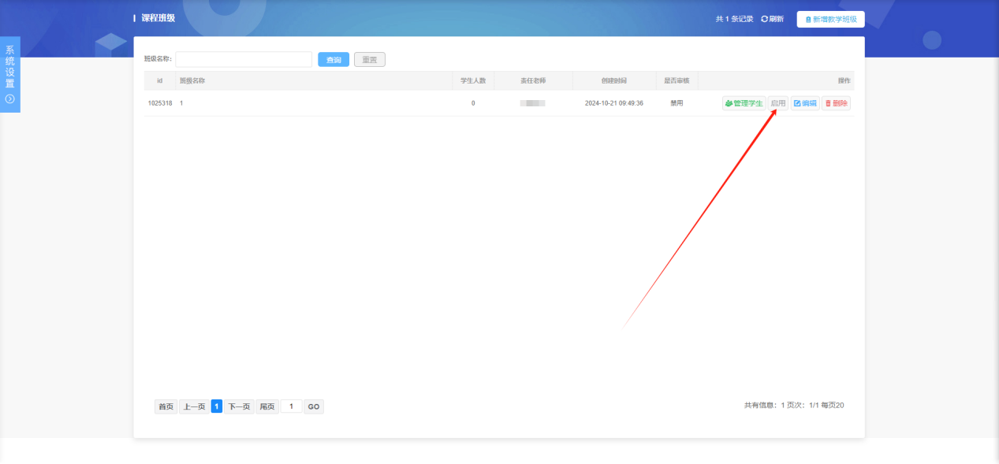 课程班级
共 1 条记录 刷新 新增教学班级
系统设置
班级名称: 查询 重置
id 班级名称 学生人数 责任老师 创建时间 是否审核 操作
1025318 1 0 2024-10-21 09:49:36 禁用 管理学生 启用 编辑 删除
首页 上一页 1 下一页 尾页 1 GO
共有信息: 1 页次: 1/1 每页20